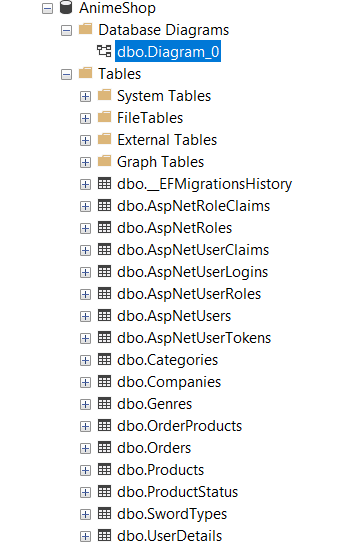 AnimeShop
Database Diagrams
dbo.Diagram_0
Tables
System Tables
FileTables
External Tables
Graph Tables
dbo.__EFMigrationsHistory
dbo.AspNetRoleClaims
dbo.AspNetRoles
dbo.AspNetUserClaims
dbo.AspNetUserLogins
dbo.AspNetUserRoles
dbo.AspNetUsers
dbo.AspNetUserTokens
dbo.Categories
dbo.Companies
dbo.Genres
dbo.OrderProducts
dbo.Orders
dbo.Products
dbo.ProductStatus
dbo.SwordTypes
dbo.UserDetails